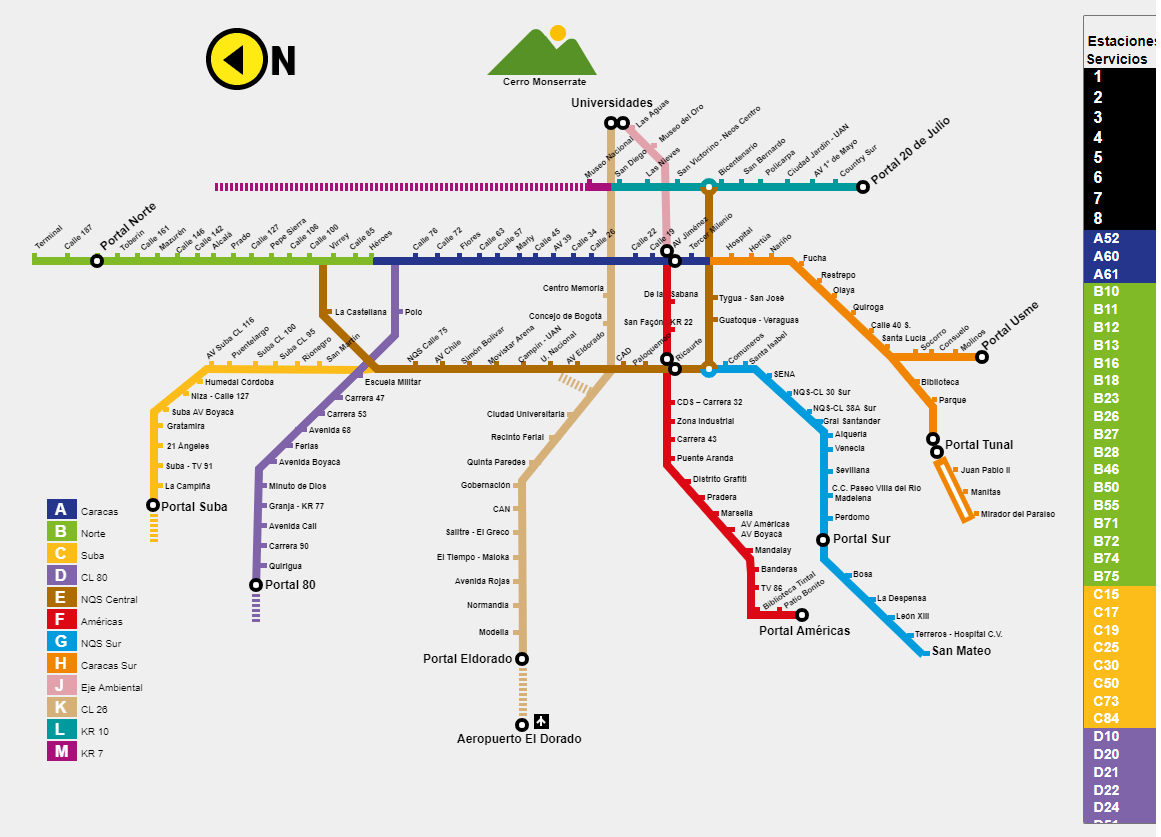 N
Cerro Monserrate
Universidades
Las Aguas
Museo del Oro
Las Nieves
Museo Nacional
San Diego
San Victorino - Neos Centro
Bicentenario
San Bernardo
Policarpa
Ciudad Jardín - UAN
AV 1° de Mayo
Country Sur
Portal 20 de Julio
Terminal
Calle 187
Portal Norte
Toberín
Calle 161
Mazurén
Calle 146
Calle 142
Alcalá
Prado
Calle 127
Pepe Sierra
Calle 106
Calle 100
Virrey
Calle 85
Héroes
Calle 76
Calle 72
Flores
Calle 63
Calle 57
Marly
Calle 45
AV 39
Calle 34
Calle 26
Calle 22
Calle 19
AV Jiménez
Tercer Milenio
Hospital
Hortúa
Nariño
Fucha
Restrepo
Olaya
Quiroga
Calle 40 S.
Santa Lucia
Socorro
Consuelo
Molinos
Portal Usme
Biblioteca
Parque
Portal Tunal
Juan Pablo II
Manitas
Mirador del Paraiso
Centro Memoria
Concejo de Bogotá
De la Sabana
San Façon KR 22
Tygua - San José
Guatoque - Veraguas
La Castellana
Polo
AV Suba CL 116
Puentelargo
Suba CL 100
Suba CL 95
Rionegro
San Martín
NQS Calle 75
AV Chile
Simón Bolívar
Movistar Arena
Campín - UAN
U. Nacional
AV Eldorado
CAD
Paloquemao
Ricaurte
Comuneros
Santa Isabel
SENA
NQS-CL 30 Sur
NQS-CL 38A Sur
Gral Santander
Alquería
Venecia
Sevillana
C.C. Paseo Villa del Rio
Madelena
Perdomo
Portal Sur
Bosa
La Despensa
León XIII
Terreros - Hospital C.V.
San Mateo
Humedal Córdoba
Niza - Calle 127
Suba AV Boyacá
Gratamira
21 Ángeles
Suba - TV 91
La Campiña
Portal Suba
Escuela Militar
Carrera 47
Carrera 53
Avenida 68
Ferias
Avenida Boyacá
Minuto de Dios
Granja - KR 77
Avenida Cali
Carrera 90
Quirigua
Portal 80
Ciudad Universitaria
Recinto Ferial
Quinta Paredes
Gobernación
CAN
Salitre - El Greco
El Tiempo - Maloka
Avenida Rojas
Normandía
Modelia
Portal Eldorado
Aeropuerto El Dorado
CDS – Carrera 32
Zona Industrial
Carrera 43
Puente Aranda
Distrito Grafiti
Pradera
Marsella
AV Américas
AV Boyacá
Mandalay
Banderas
TV 86
Biblioteca Tintal
Patio Bonito
Portal Américas
A Caracas
B Norte
C Suba
D CL 80
E NQS Central
F Américas
G NQS Sur
H Caracas Sur
J Eje Ambiental
K CL 26
L KR 10
M KR 7
Estaciones
Servicios
1
2
3
4
5
6
7
8
A52
A60
A61
B10
B11
B12
B13
B16
B18
B23
B26
B27
B28
B46
B50
B55
B71
B72
B74
B75
C15
C17
C19
C25
C30
C50
C73
C84
D10
D20
D21
D22
D24